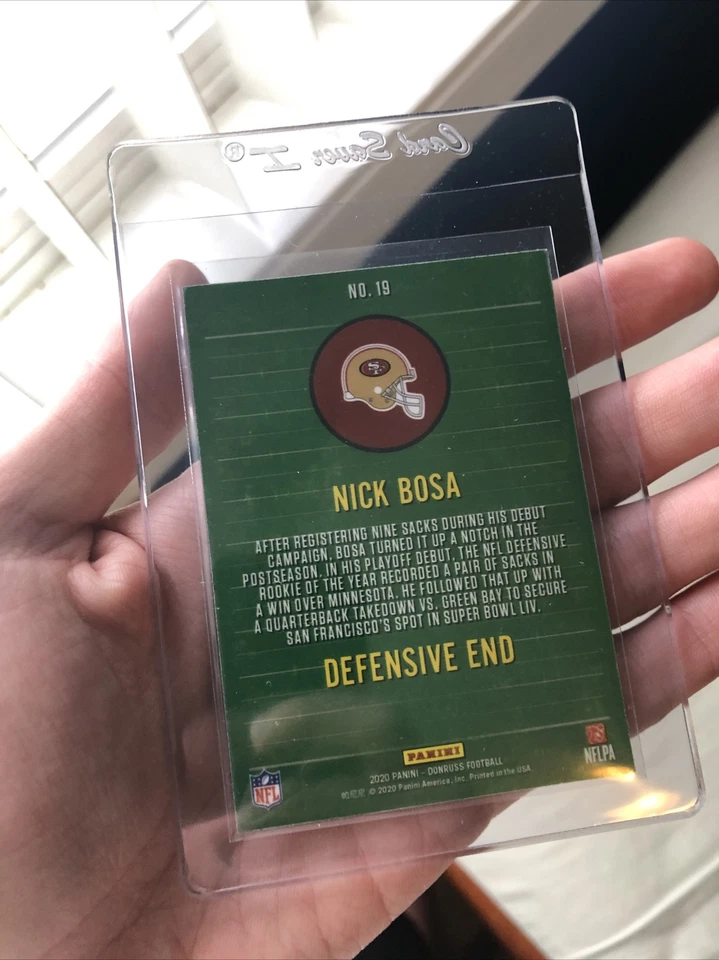 Card Saver I®
NO. 19
SF
NICK BOSA
AFTER REGISTERING NINE SACKS DURING HIS DEBUT
CAMPAIGN, BOSA TURNED IT UP A NOTCH IN THE
POSTSEASON. IN HIS PLAYOFF DEBUT, THE NFL DEFENSIVE
ROOKIE OF THE YEAR RECORDED A PAIR OF SACKS IN
A WIN OVER MINNESOTA. HE FOLLOWED THAT UP WITH
A QUARTERBACK TAKEDOWN VS. GREEN BAY TO SECURE
SAN FRANCISCO'S SPOT IN SUPER BOWL LIV.
DEFENSIVE END
PANINI
2020 PANINI - DONRUSS FOOTBALL
© 2020 Panini America, Inc. Printed in the USA.
NFL
NFLPA